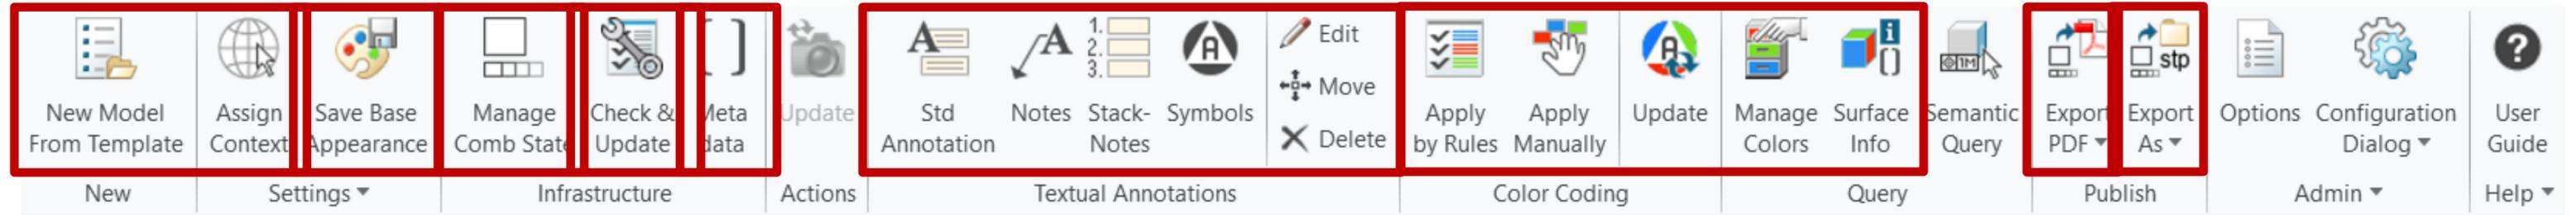 New Model
From Template
Assign
Context
Save Base
Appearance
Manage
Comb State
Check &
Update
Meta
data
Update
A
Std
Annotation
A
Notes
1.
2.
3.
Stack-
Notes
A
Symbols
Edit
Move
Delete
Apply
by Rules
Apply
Manually
A
Update
Manage
Colors
i
Surface
Info
1M
Semantic
Query
Export
PDF
stp
Export
As
Options
Configuration
Dialog
?
User
Guide
New
Settings
Infrastructure
Actions
Textual Annotations
Color Coding
Query
Publish
Admin
Help